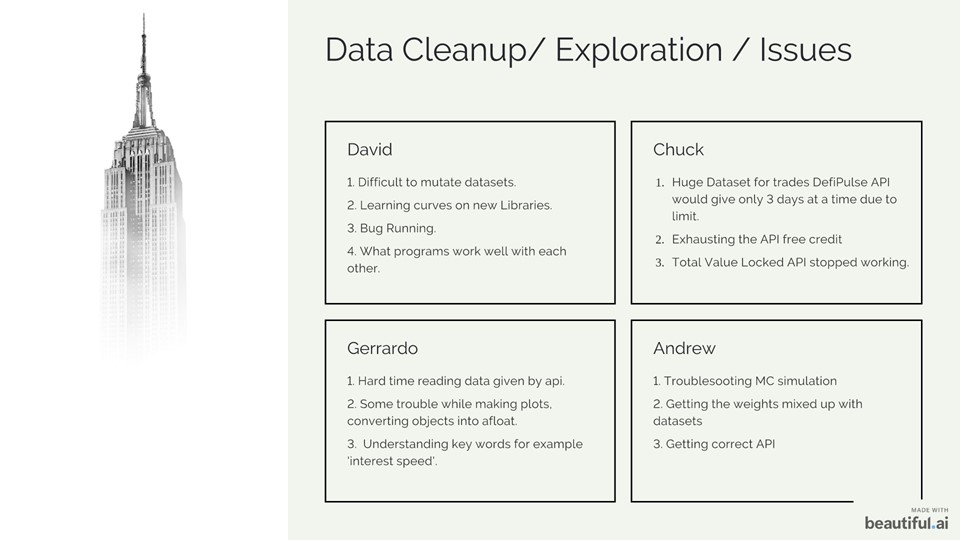 Data Cleanup/ Exploration / Issues
David
1. Difficult to mutate datasets.
2. Learning curves on new Libraries.
3. Bug Running.
4. What programs work well with each
other.
Chuck
1. Huge Dataset for trades DefiPulse API
would give only 3 days at a time due to
limit.
2. Exhausting the API free credit
3. Total Value Locked API stopped working.
Gerrardo
1. Hard time reading data given by api.
2. Some trouble while making plots,
converting objects into afloat.
3. Understanding key words for example
'interest speed'.
Andrew
1. Troublesooting MC simulation
2. Getting the weights mixed up with
datasets
3. Getting correct API
MADE WITH
beautiful.ai